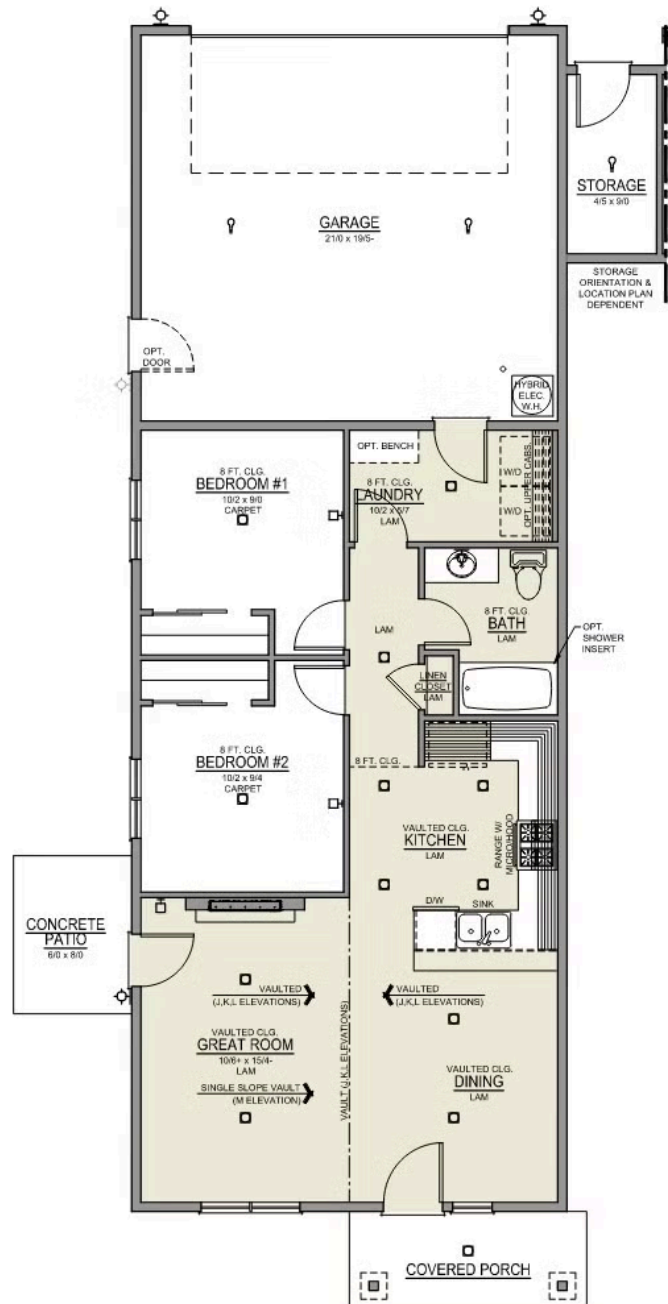 GARAGE
21/0 x 19/5-
STORAGE
4/5 x 9/0
STORAGE
ORIENTATION &
LOCATION PLAN
DEPENDENT
OPT.
DOOR
HYBRID
ELEC.
W.H.
8 FT. CLG.
BEDROOM #1
10/2 x 9/0
CARPET
OPT. BENCH
8 FT. CLG.
LAUNDRY
10/2 x 5/7
LAM
W/D
W/D
OPT. UPPER CABS.
LAM
8 FT. CLG.
BATH
LAM
OPT.
SHOWER
INSERT
LINEN
CLOSET
LAM
8 FT. CLG.
BEDROOM #2
10/2 x 9/4
CARPET
8 FT. CLG.
VAULTED CLG.
KITCHEN
LAM
RANGE W/
MICRO/HOOD
D/W
SINK
CONCRETE
PATIO
6/0 x 8/0
VAULTED
(J,K,L ELEVATIONS)
VAULTED
(J,K,L ELEVATIONS)
VAULTED CLG.
GREAT ROOM
10/6+ x 15/4-
LAM
SINGLE SLOPE VAULT
(M ELEVATION)
VAULT (J,K,L ELEVATIONS)
VAULTED CLG.
DINING
LAM
COVERED PORCH